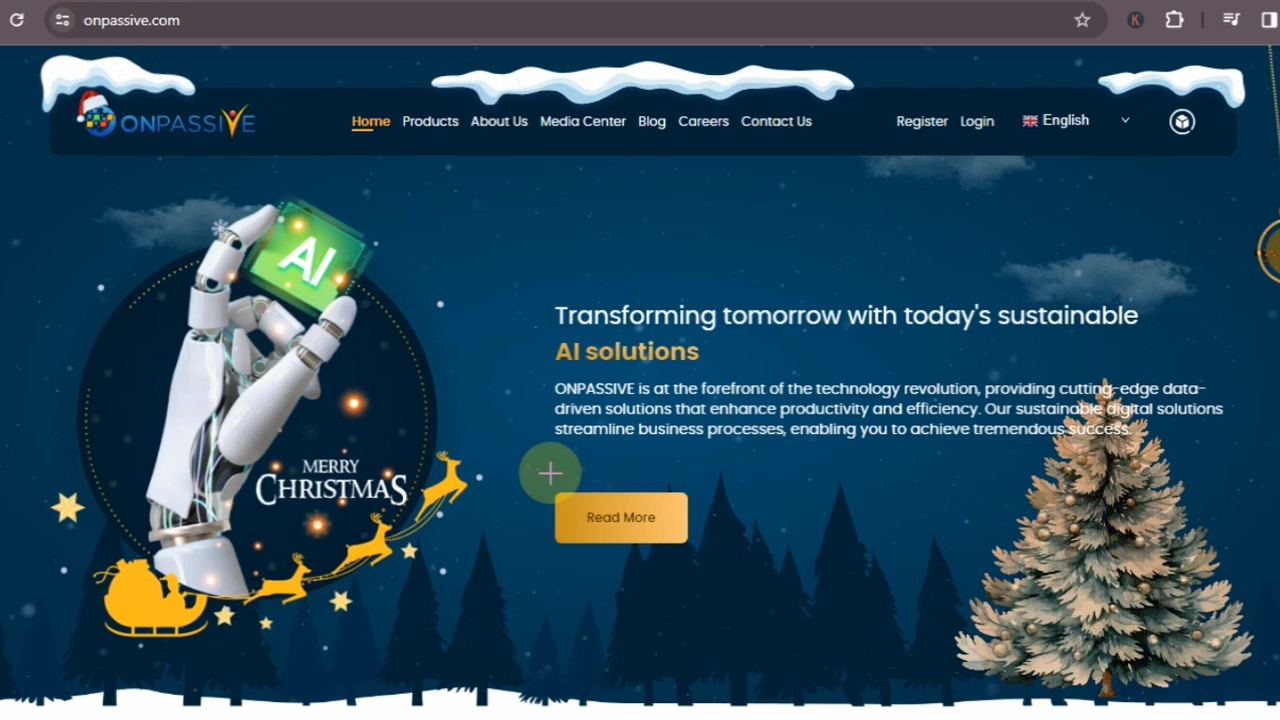 onpassive.com
K
ONPASSIVE
Home Products About Us Media Center Blog Careers Contact Us Register Login English
AI
Transforming tomorrow with today's sustainable
AI solutions
ONPASSIVE is at the forefront of the technology revolution, providing cutting-edge data-
driven solutions that enhance productivity and efficiency. Our sustainable digital solutions
streamline business processes, enabling you to achieve tremendous success.
MERRY
CHRISTMAS
Read More